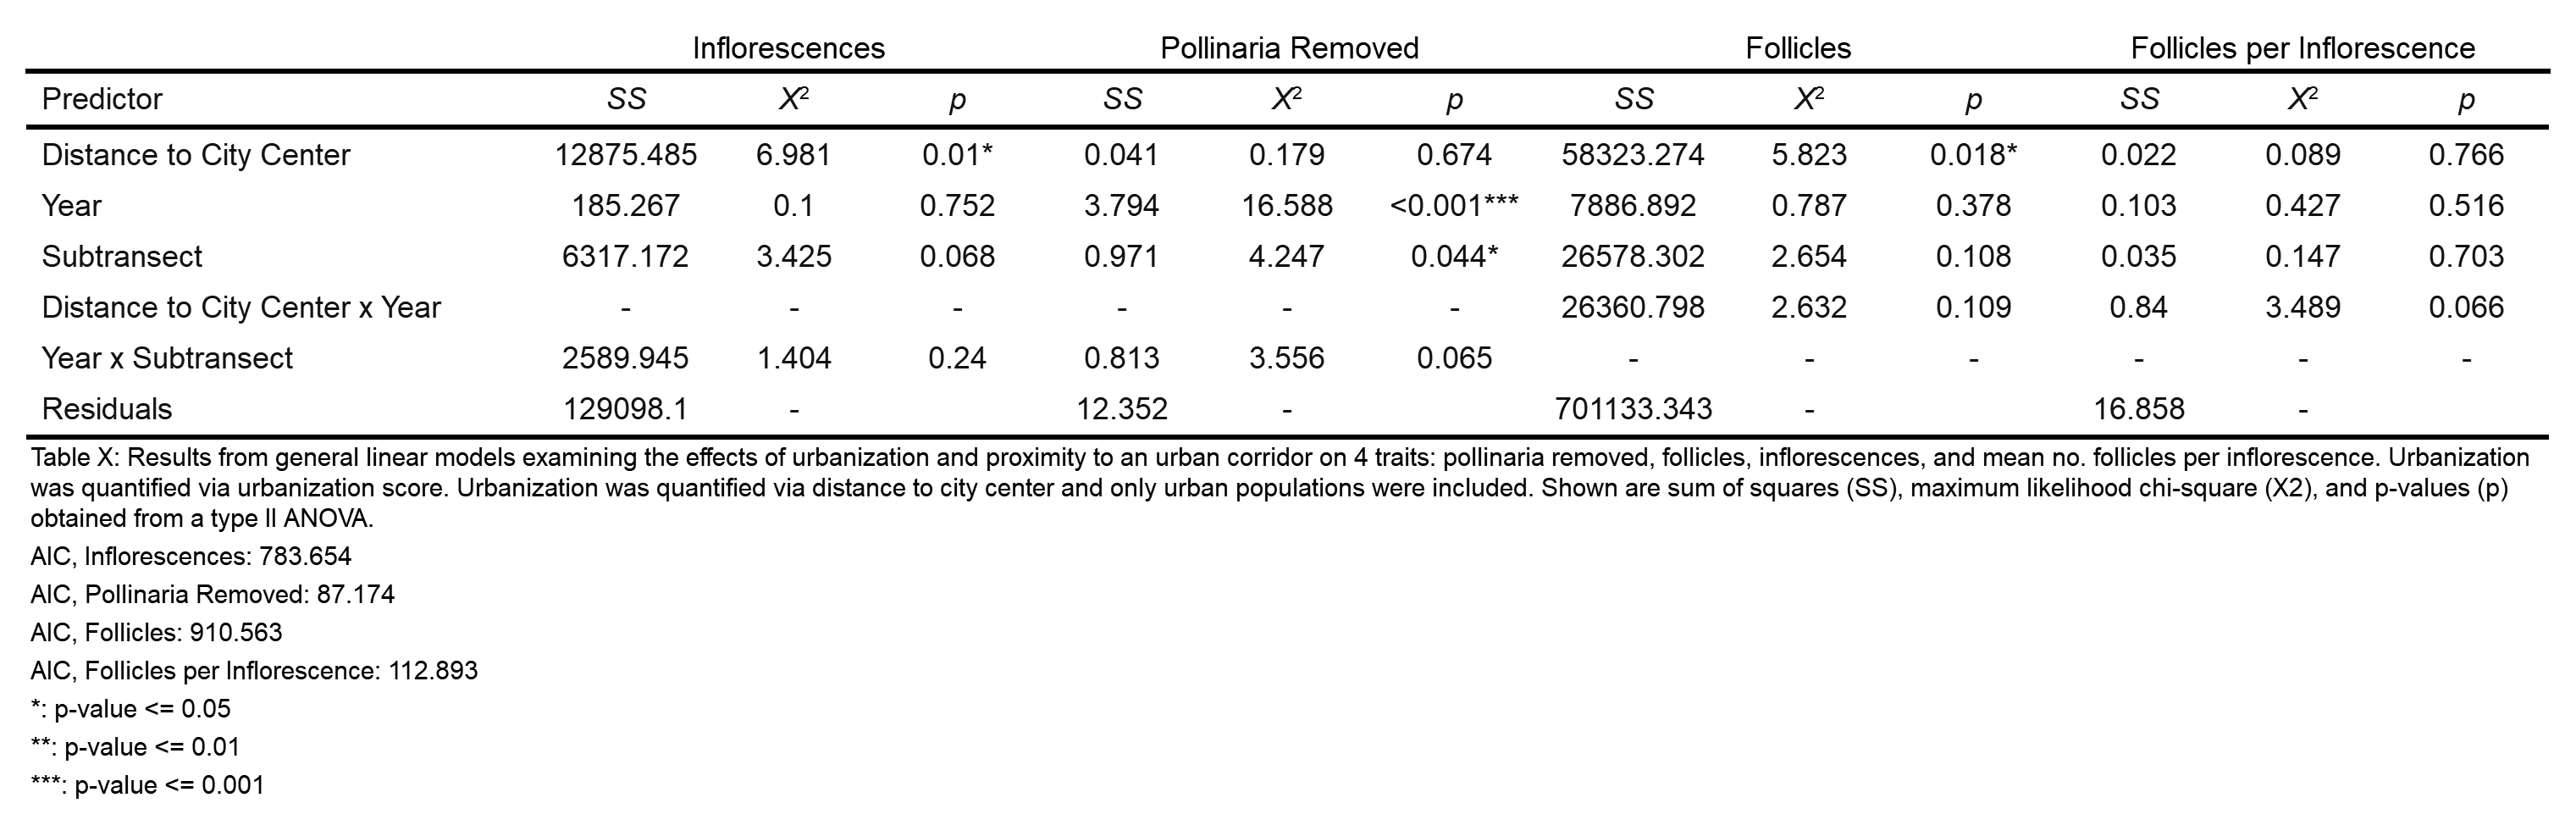 Inflorescences Pollinaria Removed Follicles Follicles per Inflorescence
Predictor SS X² p SS X² p SS X² p SS X² p
Distance to City Center 12875.485 6.981 0.01* 0.041 0.179 0.674 58323.274 5.823 0.018* 0.022 0.089 0.766
Year 185.267 0.1 0.752 3.794 16.588 <0.001*** 7886.892 0.787 0.378 0.103 0.427 0.516
Subtransect 6317.172 3.425 0.068 0.971 4.247 0.044* 26578.302 2.654 0.108 0.035 0.147 0.703
Distance to City Center x Year - - - - - - 26360.798 2.632 0.109 0.84 3.489 0.066
Year x Subtransect 2589.945 1.404 0.24 0.813 3.556 0.065 - - - - - -
Residuals 129098.1 - 12.352 - 701133.343 - 16.858 -
Table X: Results from general linear models examining the effects of urbanization and proximity to an urban corridor on 4 traits: pollinaria removed, follicles, inflorescences, and mean no. follicles per inflorescence. Urbanization
was quantified via urbanization score. Urbanization was quantified via distance to city center and only urban populations were included. Shown are sum of squares (SS), maximum likelihood chi-square (X2), and p-values (p)
obtained from a type II ANOVA.
AIC, Inflorescences: 783.654
AIC, Pollinaria Removed: 87.174
AIC, Follicles: 910.563
AIC, Follicles per Inflorescence: 112.893
*: p-value <= 0.05
**: p-value <= 0.01
***: p-value <= 0.001